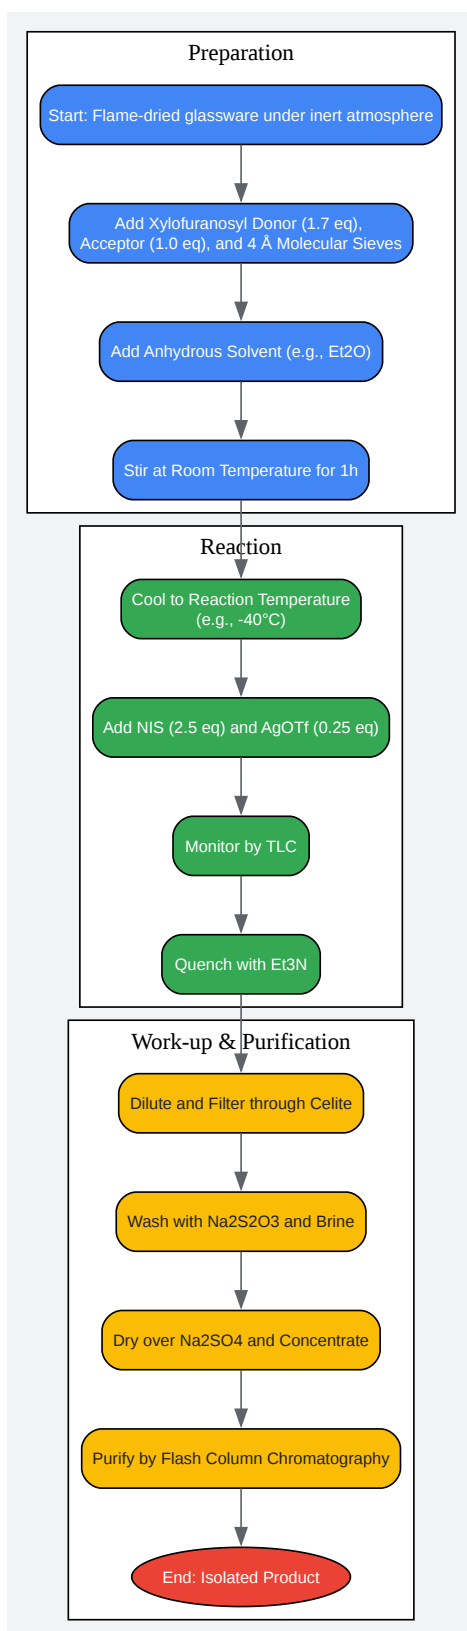 Preparation
Start: Flame-dried glassware under inert atmosphere
Add Xylofuranosyl Donor (1.7 eq),
Acceptor (1.0 eq), and 4 Å Molecular Sieves
Add Anhydrous Solvent (e.g., Et2O)
Stir at Room Temperature for 1h
Reaction
Cool to Reaction Temperature
(e.g., -40°C)
Add NIS (2.5 eq) and AgOTf (0.25 eq)
Monitor by TLC
Quench with Et3N
Work-up & Purification
Dilute and Filter through Celite
Wash with Na2S2O3 and Brine
Dry over Na2SO4 and Concentrate
Purify by Flash Column Chromatography
End: Isolated Product